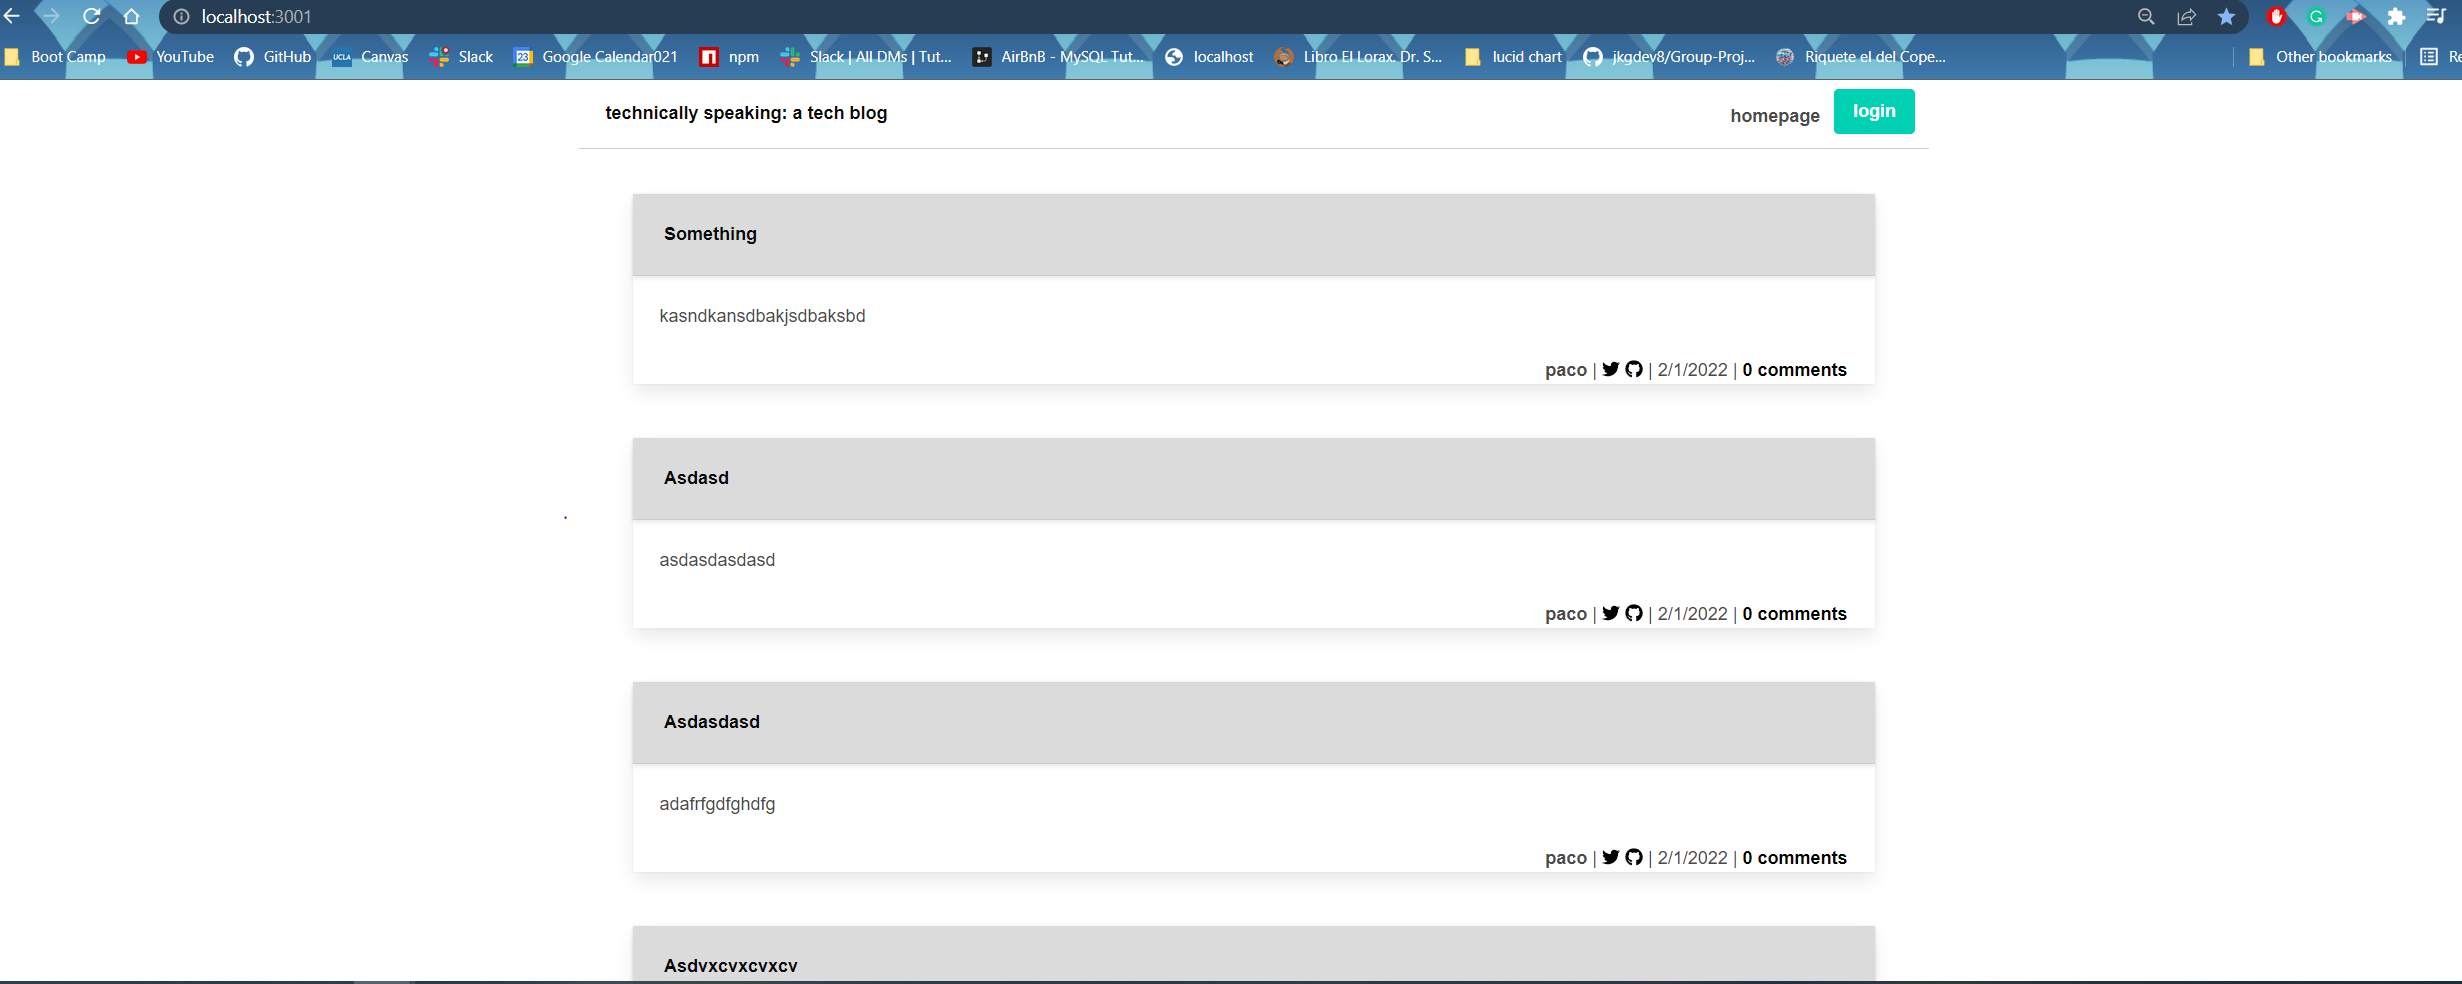 localhost:3001
Boot Camp YouTube GitHub UCLA Canvas Slack 23 Google Calendar021 npm Slack | All DMs | Tut... AirBnB - MySQL Tut... localhost Libro El Lorax. Dr. S... lucid chart jkgdev8/Group-Proj... Riquete el del Cope... Other bookmarks Re
technically speaking: a tech blog homepage login
Something
kasndkansdbakjsdbaksbd
paco | | 2/1/2022 | 0 comments
Asdasd
asdasdasdasd
paco | | 2/1/2022 | 0 comments
Asdasdasd
adafrfgdfghdfg
paco | | 2/1/2022 | 0 comments
Asdvxcvxcvxcv